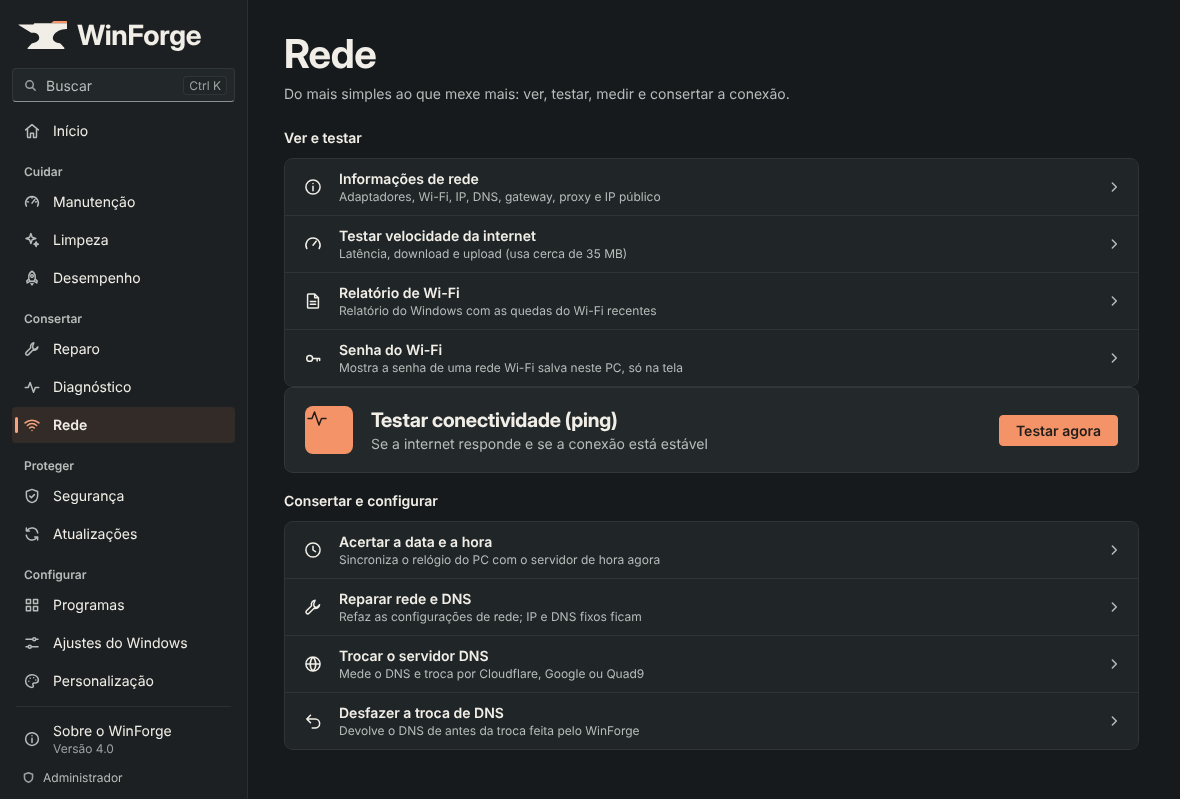 WinForge
Buscar Ctrl K
Início
Cuidar
Manutenção
Limpeza
Desempenho
Consertar
Reparo
Diagnóstico
Rede
Proteger
Segurança
Atualizações
Configurar
Programas
Ajustes do Windows
Personalização
Sobre o WinForge
Versão 4.0
Administrador
Rede
Do mais simples ao que mexe mais: ver, testar, medir e consertar a conexão.
Ver e testar
Informações de rede
Adaptadores, Wi-Fi, IP, DNS, gateway, proxy e IP público
Testar velocidade da internet
Latência, download e upload (usa cerca de 35 MB)
Relatório de Wi-Fi
Relatório do Windows com as quedas do Wi-Fi recentes
Senha do Wi-Fi
Mostra a senha de uma rede Wi-Fi salva neste PC, só na tela
Testar conectividade (ping)
Se a internet responde e se a conexão está estável
Testar agora
Consertar e configurar
Acertar a data e a hora
Sincroniza o relógio do PC com o servidor de hora agora
Reparar rede e DNS
Refaz as configurações de rede; IP e DNS fixos ficam
Trocar o servidor DNS
Mede o DNS e troca por Cloudflare, Google ou Quad9
Desfazer a troca de DNS
Devolve o DNS de antes da troca feita pelo WinForge